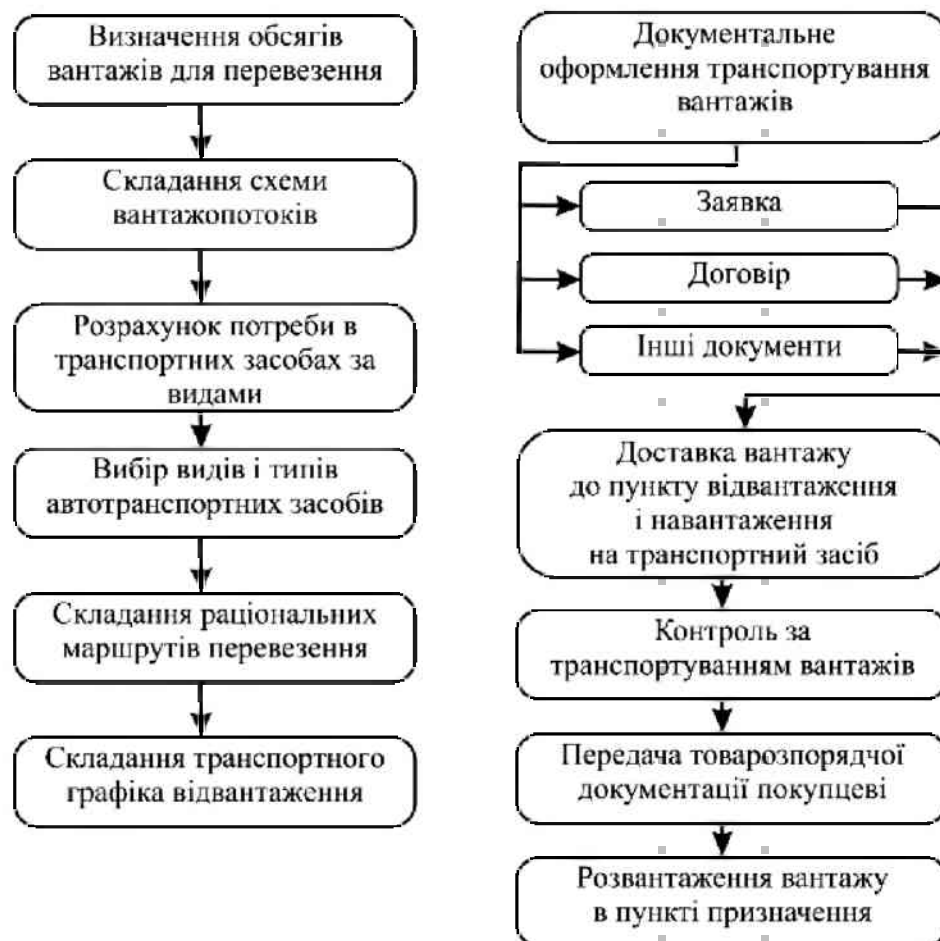 Визначення обсягів
вантажів для перевезення
Складання схеми
вантажопотоків
Розрахунок потреби в
транспортних засобах за
видами
Вибір видів і типів
автотранспортних засобів
Складання раціональних
маршрутів перевезення
Складання транспортного
графіка відвантаження
Документальне
оформлення транспортування
вантажів
Заявка
Договір
Інші документи
Доставка вантажу
до пункту відвантаження
і навантаження
на транспортний засіб
Контроль за
транспортуванням вантажів
Передача товарозпорядчої
документації покупцеві
Розвантаження вантажу
в пункті призначення